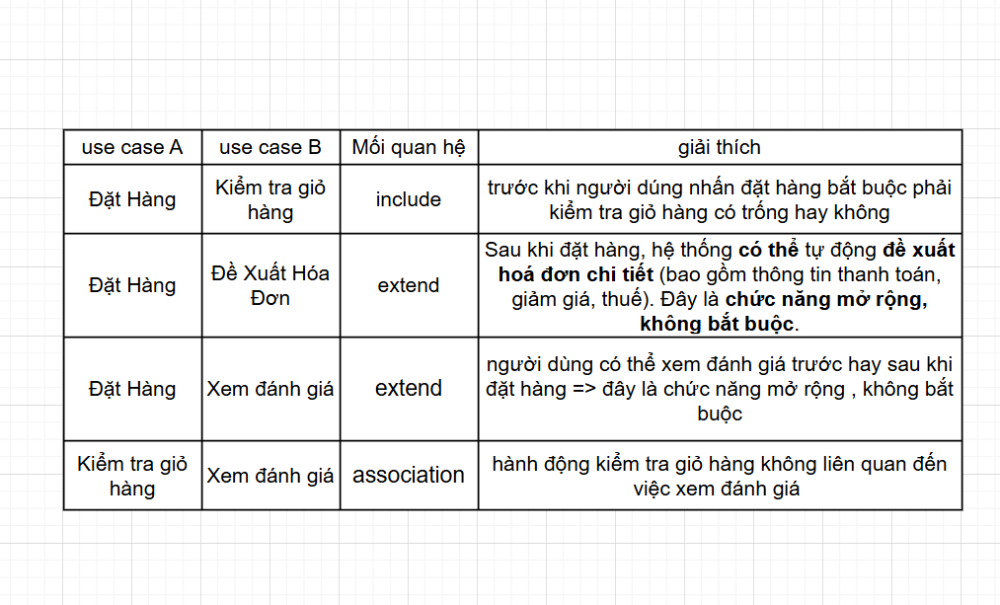 use case A
use case B
Mối quan hệ
giải thích
Đặt Hàng
Kiểm tra giỏ
hàng
include
trước khi người dúng nhấn đặt hàng bắt buộc phải
kiểm tra giỏ hàng có trống hay không
Đặt Hàng
Đề Xuất Hóa
Đơn
extend
Sau khi đặt hàng, hệ thống có thể tự động đề xuất
hoá đơn chi tiết (bao gồm thông tin thanh toán,
giảm giá, thuế). Đây là chức năng mở rộng,
không bắt buộc.
Đặt Hàng
Xem đánh giá
extend
người dùng có thể xem đánh giá trước hay sau khi
đặt hàng => đây là chức năng mở rộng , không bắt
buộc
Kiểm tra giỏ
hàng
Xem đánh giá
association
hành động kiểm tra giỏ hàng không liên quan đến
việc xem đánh giá